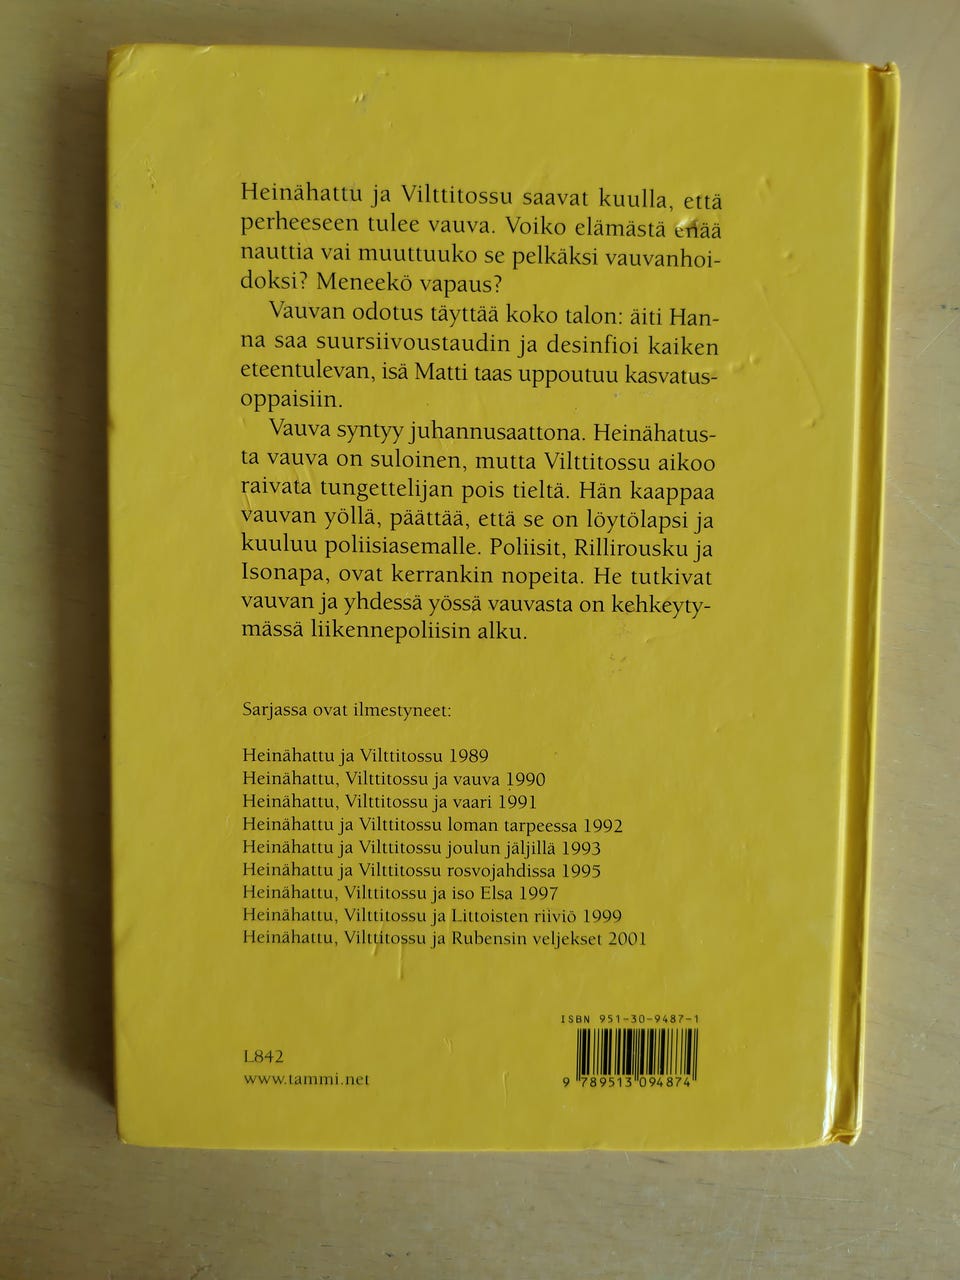 Heinähattu ja Vilttitossu saavat kuulla, että
perheeseen tulee vauva. Voiko elämästä enää
nauttia vai muuttuuko se pelkäksi vauvanhoi-
doksi? Meneekö vapaus?
Vauvan odotus täyttää koko talon: äiti Han-
na saa suursiivoustaudin ja desinfioi kaiken
eteentulevan, isä Matti taas uppoutuu kasvatus-
oppaisiin.
Vauva syntyy juhannusaattona. Heinähatus-
ta vauva on suloinen, mutta Vilttitossu aikoo
raivata tungettelijan pois tieltä. Hän kaappaa
vauvan yöllä, päättää, että se on löytölapsi ja
kuuluu poliisiasemalle. Poliisit, Rillirousku ja
Isonapa, ovat kerrankin nopeita. He tutkivat
vauvan ja yhdessä yössä vauvasta on kehkeyty-
mässä liikennepoliisin alku.
Sarjassa ovat ilmestyneet:
Heinähattu ja Vilttitossu 1989
Heinähattu, Vilttitossu ja vauva 1990
Heinähattu, Vilttitossu ja vaari 1991
Heinähattu ja Vilttitossu loman tarpeessa 1992
Heinähattu ja Vilttitossu joulun jäljillä 1993
Heinähattu ja Vilttitossu rosvojahdissa 1995
Heinähattu, Vilttitossu ja iso Elsa 1997
Heinähattu, Vilttitossu ja Littoisten riiviö 1999
Heinähattu, Vilttitossu ja Rubensin veljekset 2001
ISBN 951-30-9487-1
9 789513 094874
L842
www.tammi.net